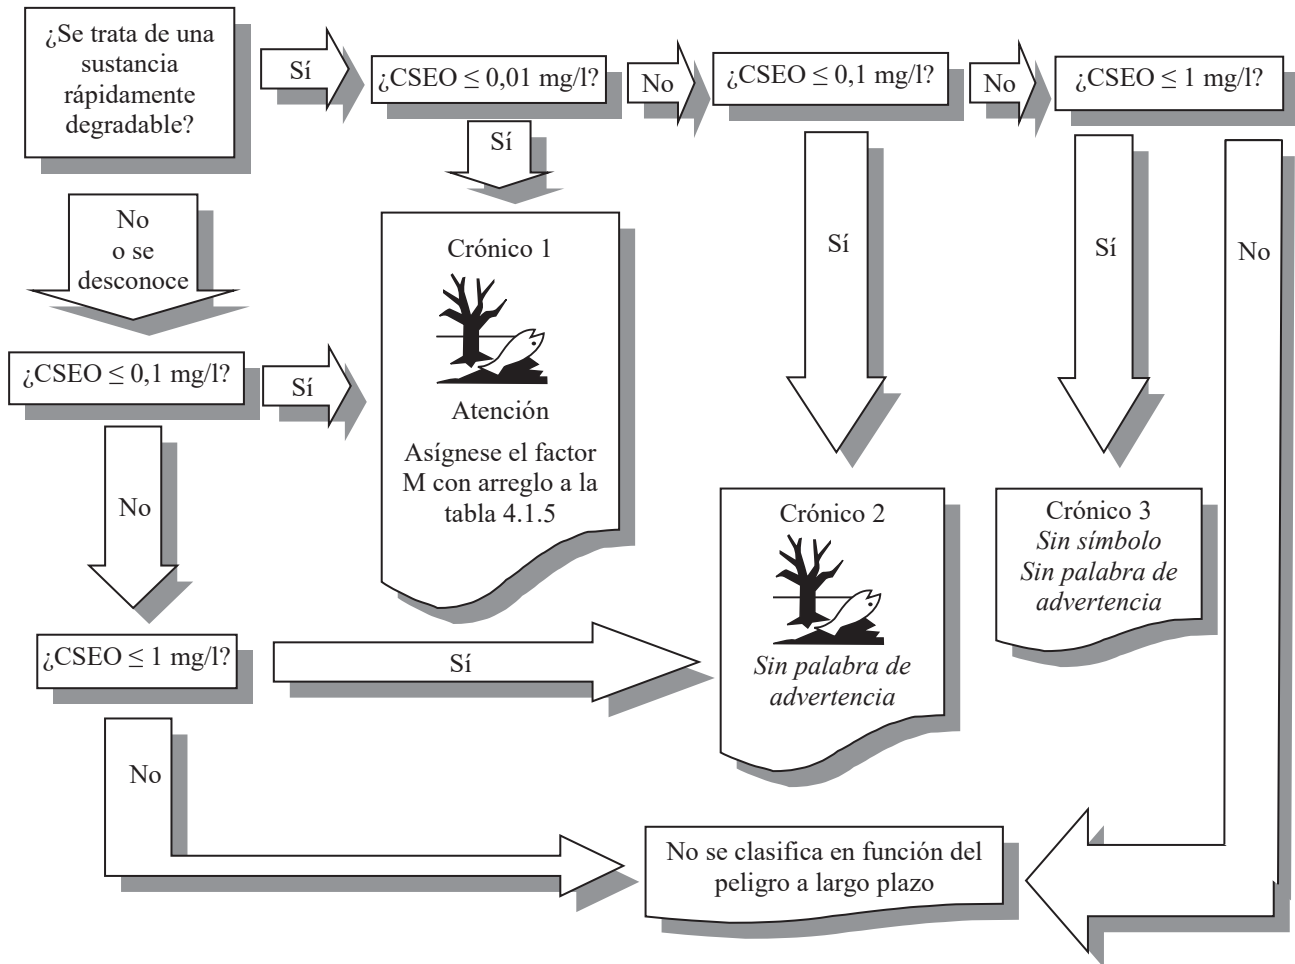 ¿Se trata de una
sustancia
rápidamente
degradable?
Sí
¿CSEO ≤ 0,01 mg/l?
No
¿CSEO ≤ 0,1 mg/l?
No
¿CSEO ≤ 1 mg/l?
Sí
No
o se
desconoce
Crónico 1
Atención
Asígnese el factor
M con arreglo a la
tabla 4.1.5
Sí
Sí
No
¿CSEO ≤ 0,1 mg/l?
Sí
No
Crónico 2
Sin palabra de
advertencia
Crónico 3
Sin símbolo
Sin palabra de
advertencia
¿CSEO ≤ 1 mg/l?
Sí
No
No se clasifica en función del
peligro a largo plazo